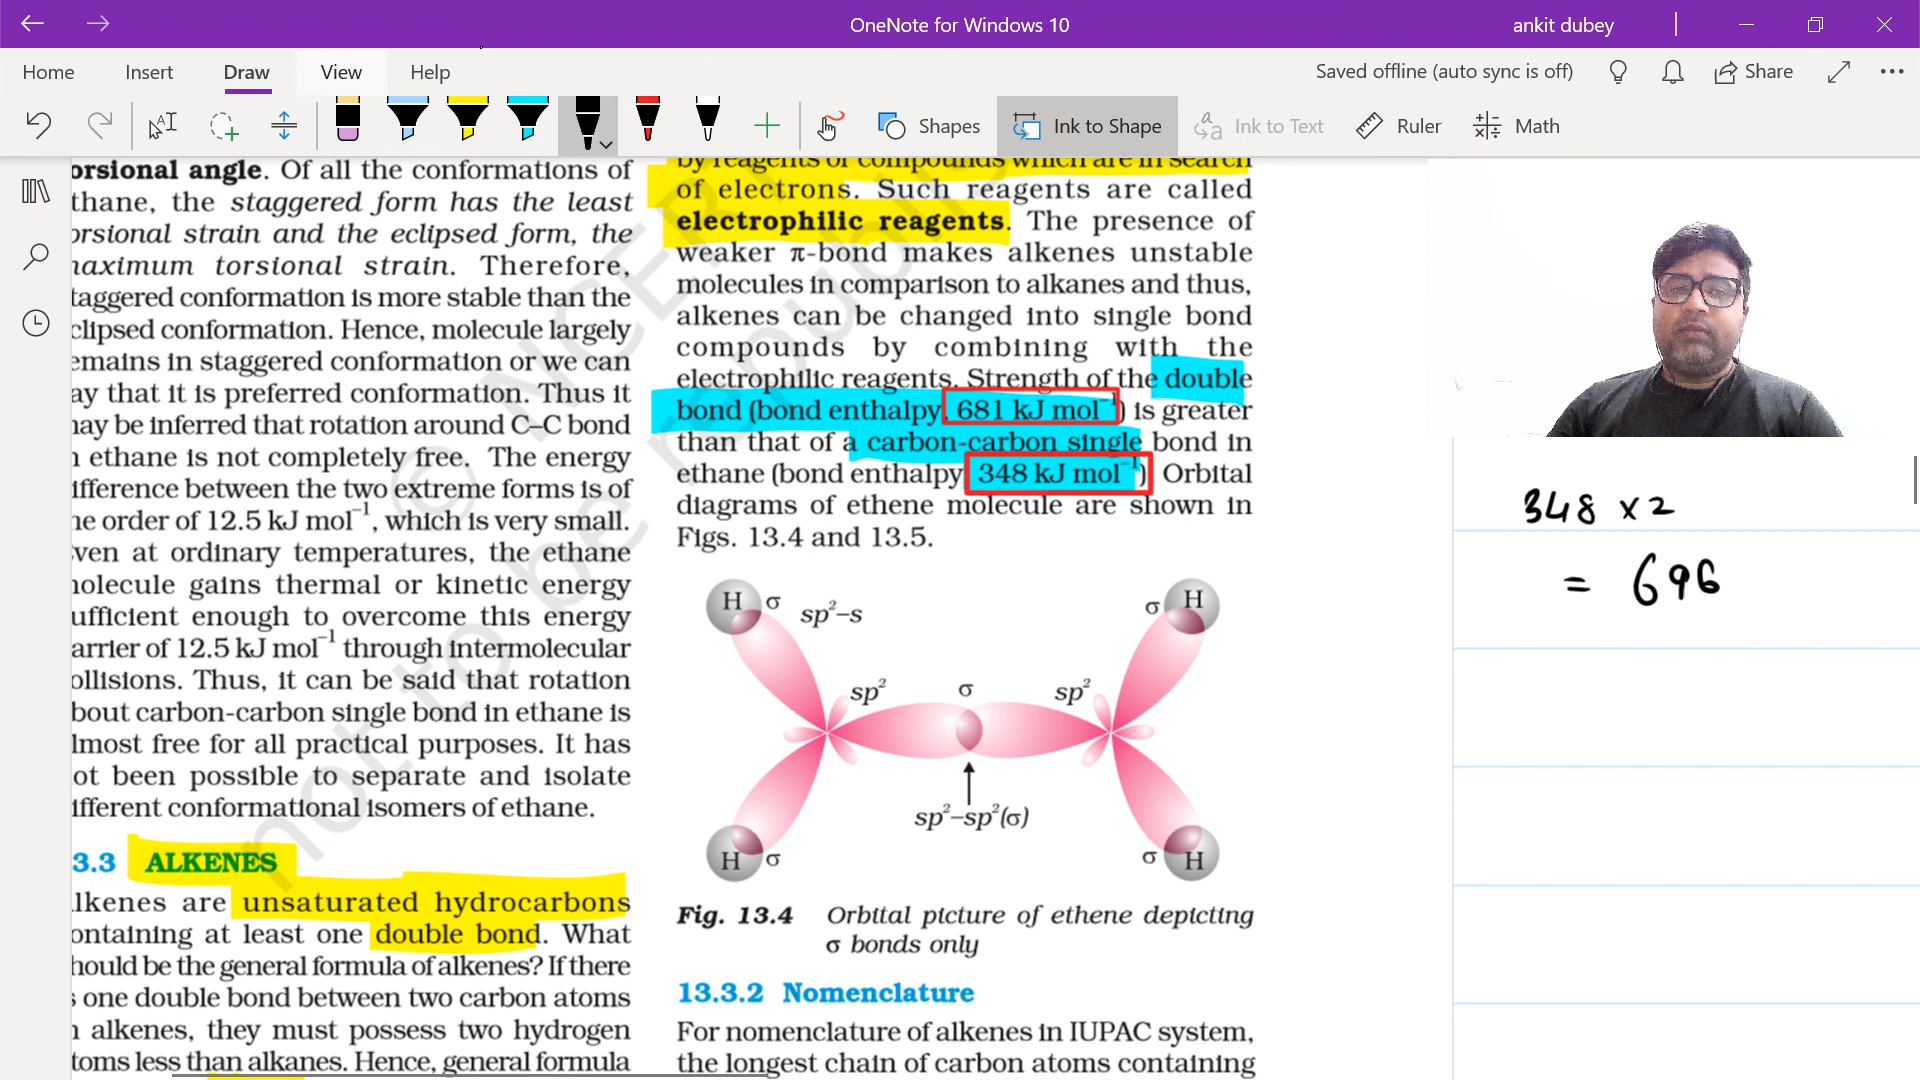 OneNote for Windows 10
ankit dubey
Home Insert Draw View Help
Saved offline (auto sync is off) Share
Shapes Ink to Shape Ink to Text Ruler Math
orsional angle. Of all the conformations of
thane, the staggered form has the least
orsional strain and the eclipsed form, the
naximum torsional strain. Therefore,
taggered conformation is more stable than the
clipsed conformation. Hence, molecule largely
emains in staggered conformation or we can
ay that it is preferred conformation. Thus it
nay be inferred that rotation around C–C bond
n ethane is not completely free. The energy
ifference between the two extreme forms is of
he order of 12.5 kJ mol⁻¹, which is very small.
ven at ordinary temperatures, the ethane
nolecule gains thermal or kinetic energy
ufficient enough to overcome this energy
arrier of 12.5 kJ mol⁻¹ through intermolecular
ollisions. Thus, it can be said that rotation
bout carbon-carbon single bond in ethane is
lmost free for all practical purposes. It has
ot been possible to separate and isolate
ifferent conformational isomers of ethane.
3.3 ALKENES
lkenes are unsaturated hydrocarbons
ontaining at least one double bond. What
hould be the general formula of alkenes? If there
s one double bond between two carbon atoms
n alkenes, they must possess two hydrogen
toms less than alkanes. Hence, general formula
by reagents or compounds which are in search
of electrons. Such reagents are called
electrophilic reagents. The presence of
weaker π-bond makes alkenes unstable
molecules in comparison to alkanes and thus,
alkenes can be changed into single bond
compounds by combining with the
electrophilic reagents. Strength of the double
bond (bond enthalpy, 681 kJ mol⁻¹) is greater
than that of a carbon-carbon single bond in
ethane (bond enthalpy, 348 kJ mol⁻¹). Orbital
diagrams of ethene molecule are shown in
Figs. 13.4 and 13.5.
H σ sp²–s σ H
sp² σ sp²
sp²–sp²(σ)
H σ σ H
Fig. 13.4 Orbital picture of ethene depicting
σ bonds only
13.3.2 Nomenclature
For nomenclature of alkenes in IUPAC system,
the longest chain of carbon atoms containing
348 x 2
= 696
© NCERT
not to be republi